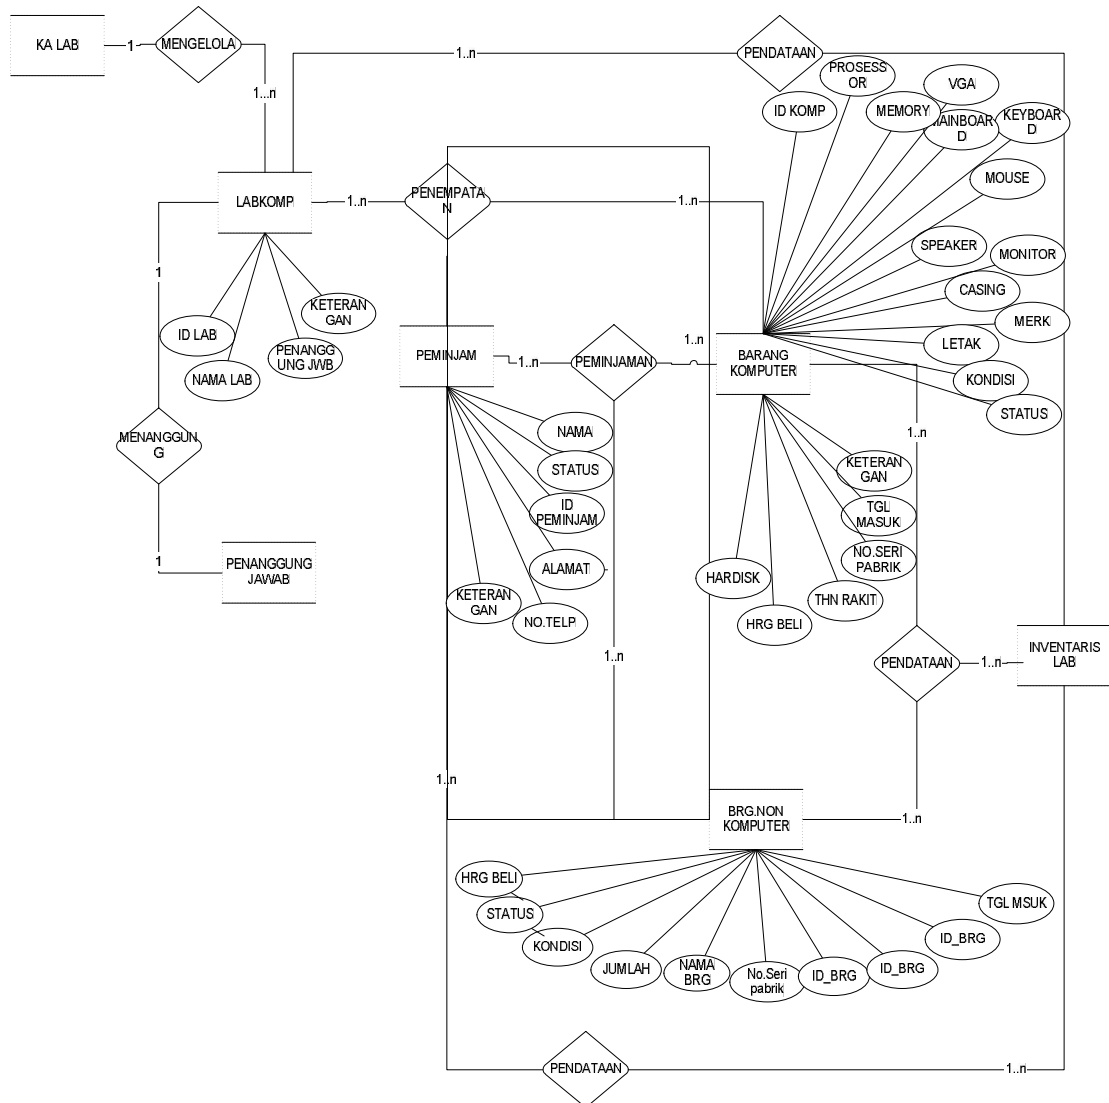 KA LAB
1
MENGELOLA
1..n
1..n
PENDATAAN
PROSESS
OR
VGA
ID KOMP
MEMORY
MAINBOAR
D
KEYBOAR
D
MOUSE
LABKOMP
1..n
PENEMPATA
N
1..n
SPEAKER
MONITOR
CASING
MERK
LETAK
KONDISI
STATUS
1
KETERAN
GAN
ID LAB
PENANGG
UNG JWB
NAMA LAB
PEMINJAM
1..n
PEMINJAMAN
1..n
BARANG
KOMPUTER
1..n
MENANGGUN
G
NAMA
STATUS
ID
PEMINJAM
ALAMAT
KETERAN
GAN
NO.TELP
KETERAN
GAN
TGL
MASUK
NO.SERI
PABRIK
HARDISK
THN RAKIT
HRG BELI
1
PENANGGUNG
JAWAB
1..n
PENDATAAN
1..n
INVENTARIS
LAB
1..n
BRG.NON
KOMPUTER
1..n
HRG BELI
STATUS
KONDISI
JUMLAH
NAMA
BRG
No.Seri
pabrik
ID_BRG
ID_BRG
ID_BRG
TGL MSUK
PENDATAAN
1..n